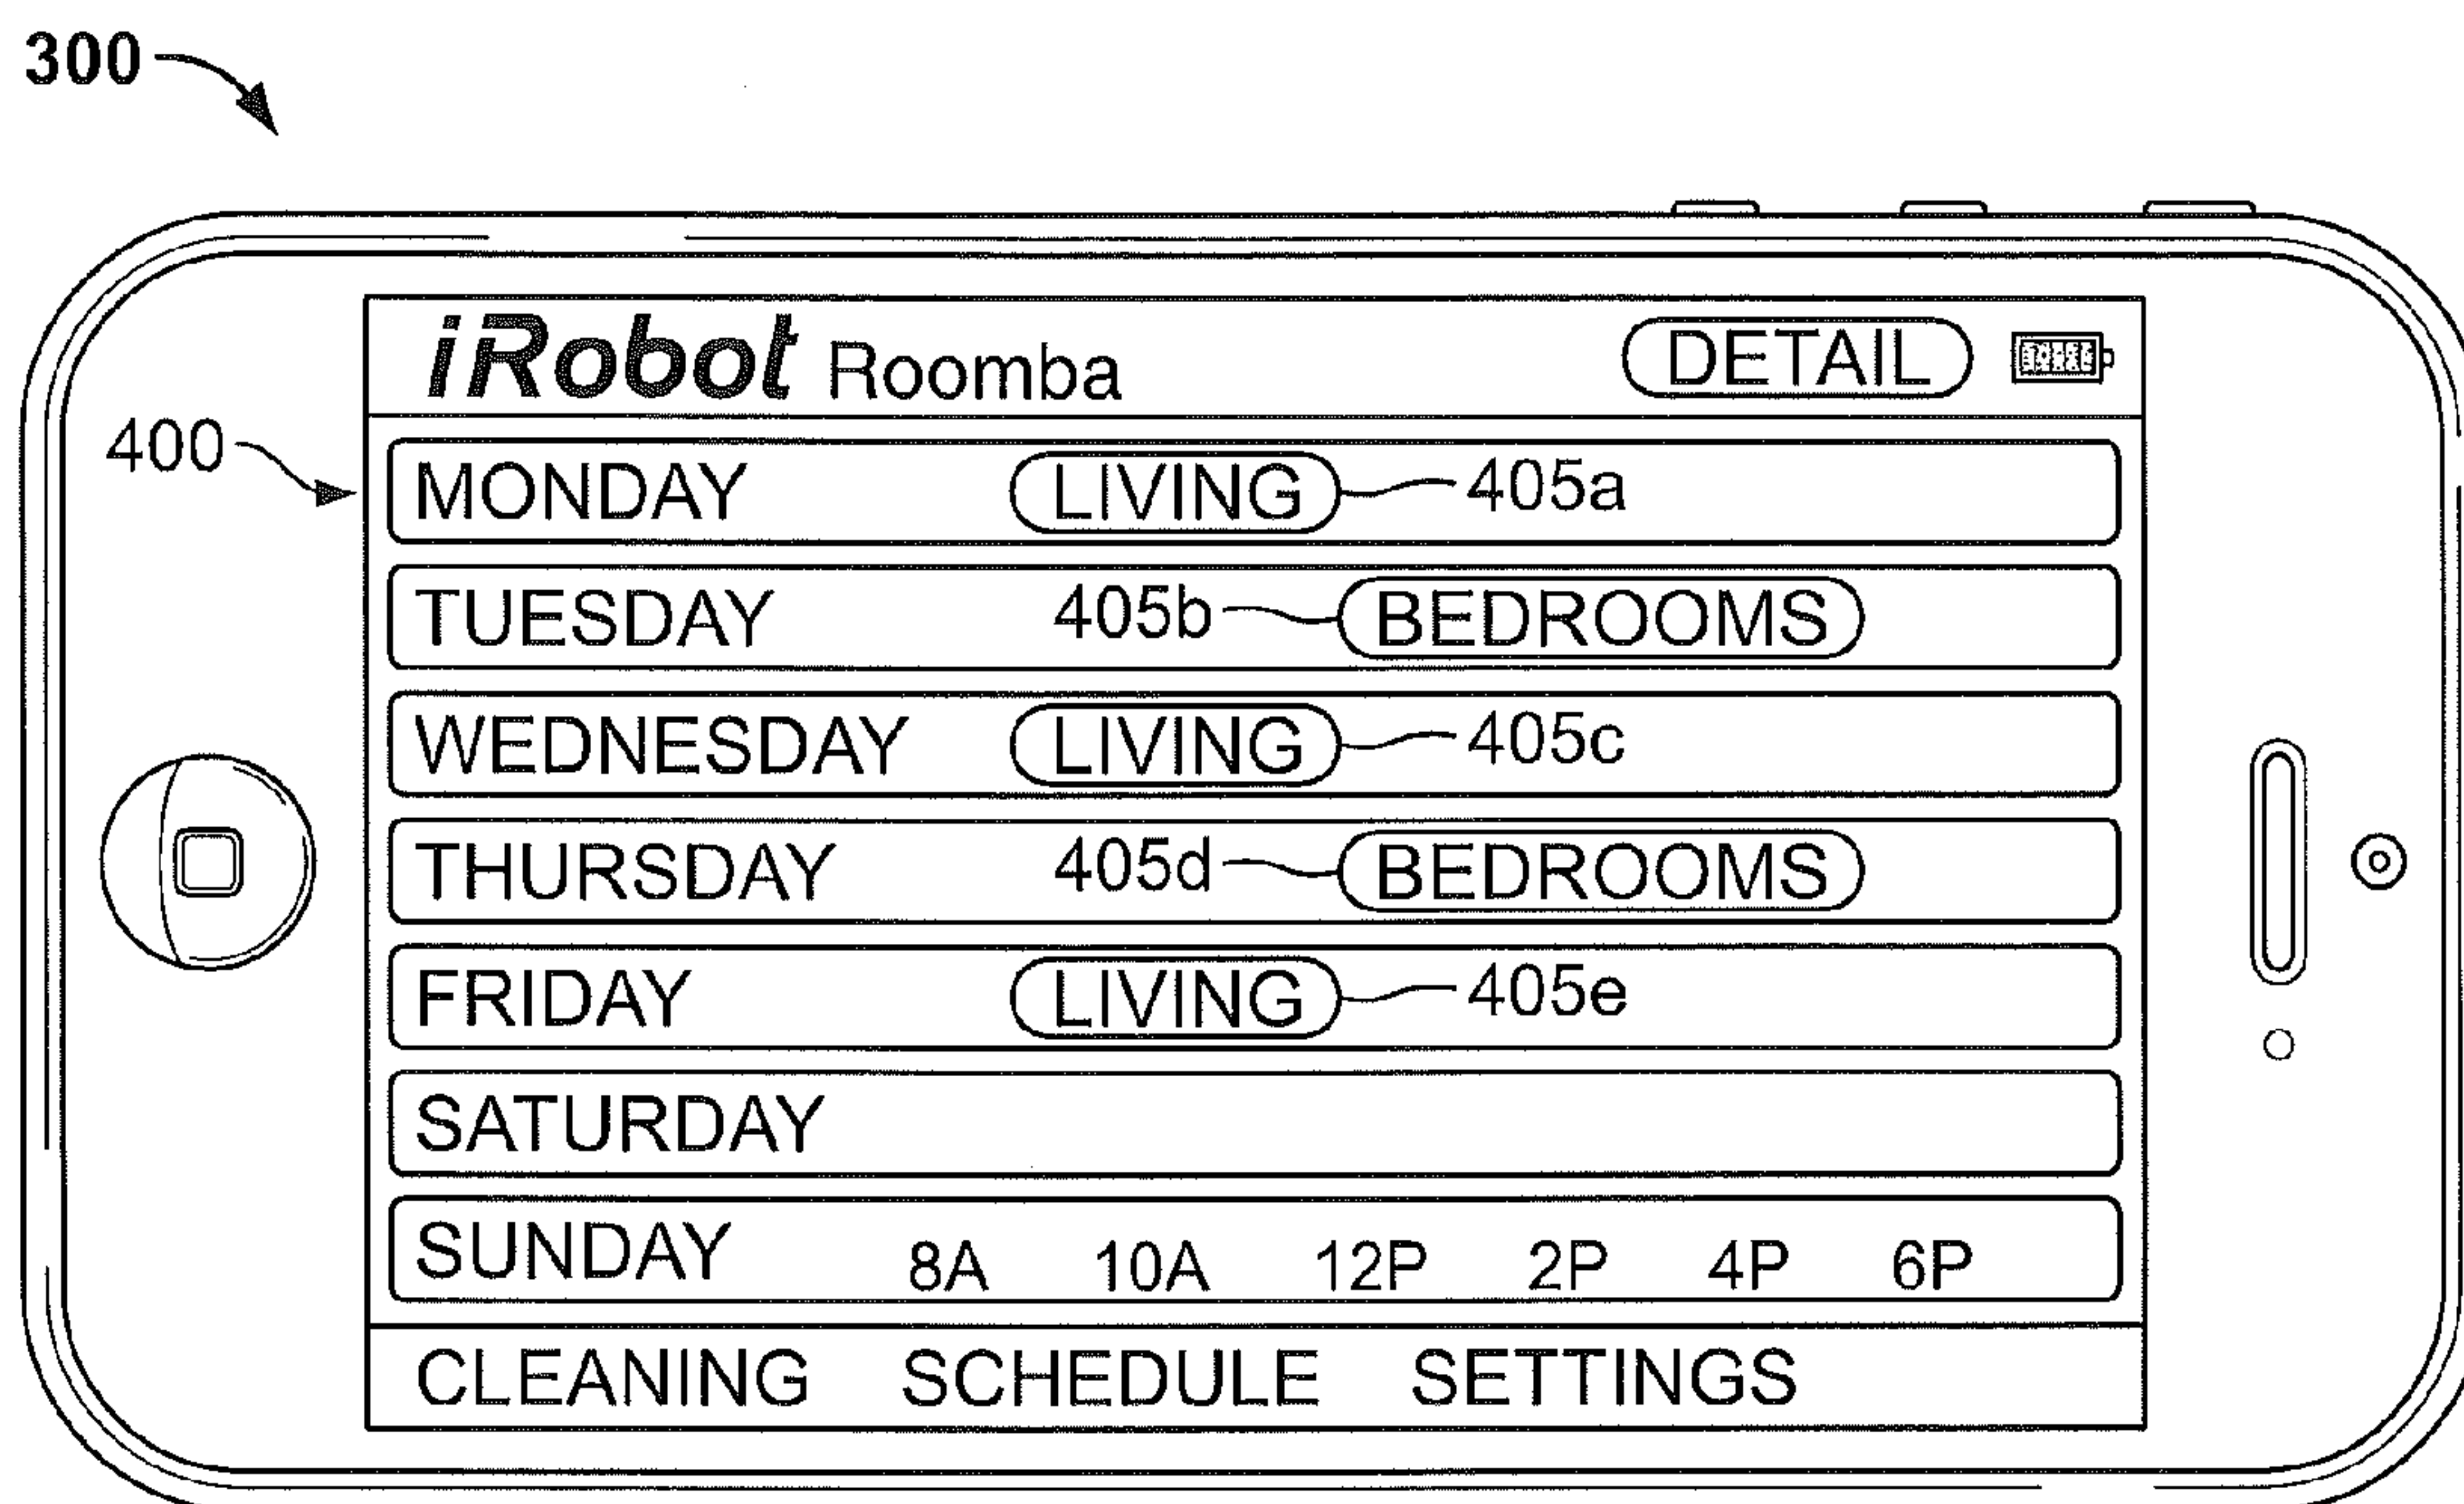 300
iRobot Roomba DETAIL
400
MONDAY LIVING 405a
TUESDAY 405b BEDROOMS
WEDNESDAY LIVING 405c
THURSDAY 405d BEDROOMS
FRIDAY LIVING 405e
SATURDAY
SUNDAY 8A 10A 12P 2P 4P 6P
CLEANING SCHEDULE SETTINGS